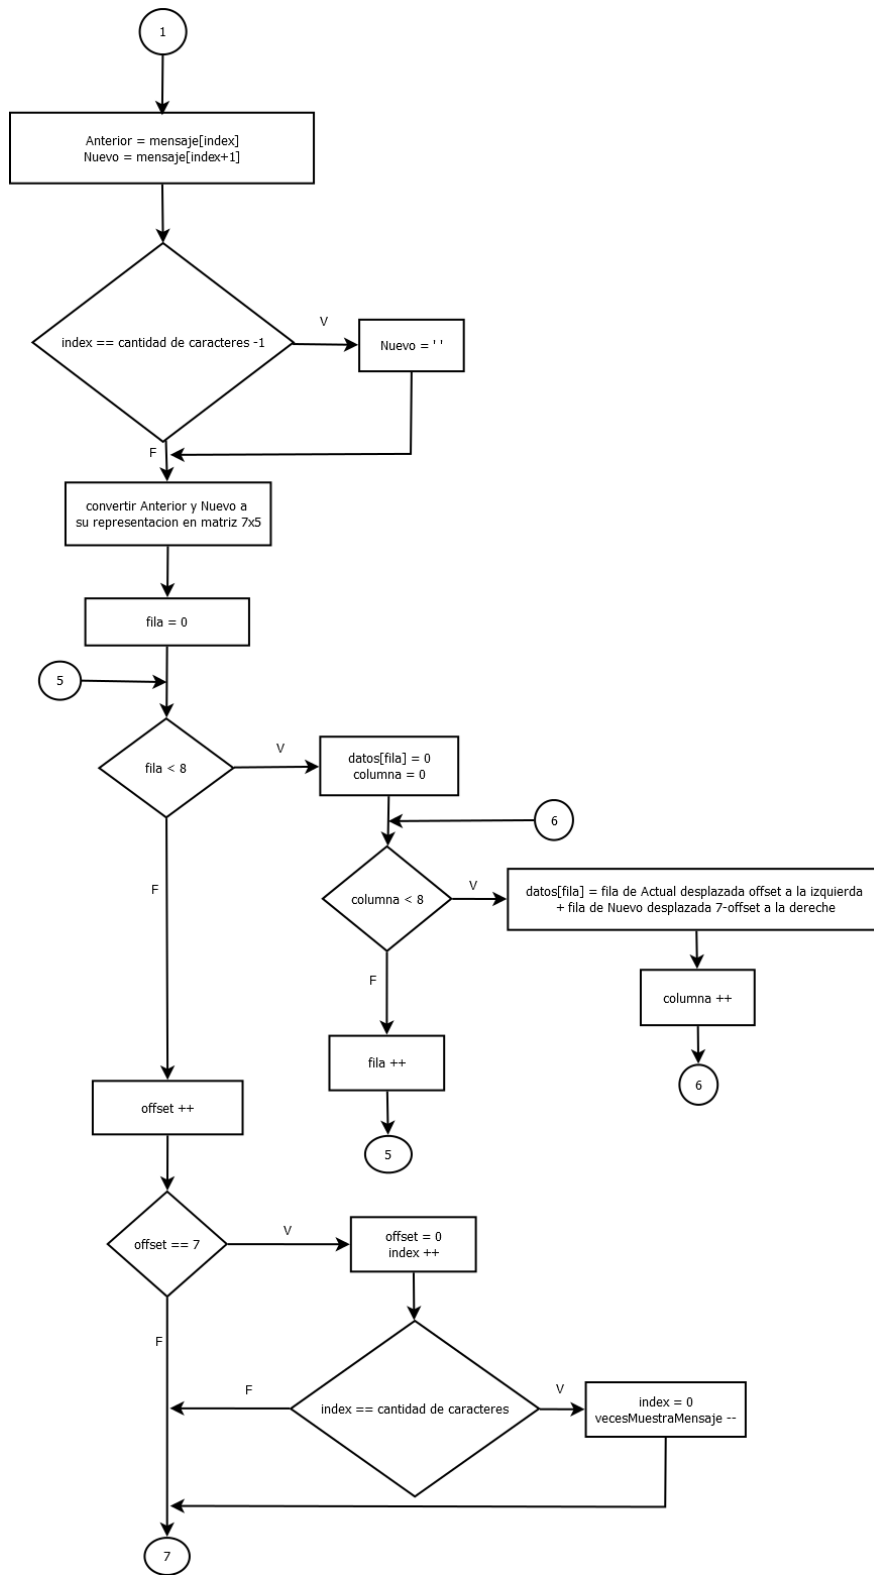 1
Anterior = mensaje[index]
Nuevo = mensaje[index+1]
index == cantidad de caracteres -1
V
Nuevo = ' '
F
convertir Anterior y Nuevo a
su representacion en matriz 7x5
fila = 0
5
fila < 8
V
datos[fila] = 0
columna = 0
6
columna < 8
V
datos[fila] = fila de Actual desplazada offset a la izquierda
+ fila de Nuevo desplazada 7-offset a la dereche
F
F
columna ++
fila ++
6
5
offset ++
offset == 7
V
offset = 0
index ++
F
index == cantidad de caracteres
F
V
index = 0
vecesMuestraMensaje --
7